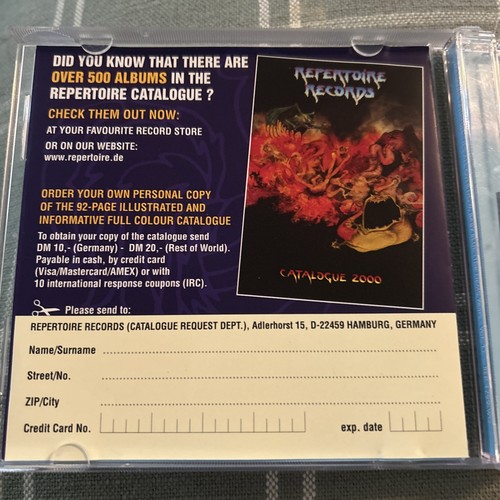 DID YOU KNOW THAT THERE ARE
OVER 500 ALBUMS IN THE
REPERTOIRE CATALOGUE ?
CHECK THEM OUT NOW:
AT YOUR FAVOURITE RECORD STORE
OR ON OUR WEBSITE:
www.repertoire.de
ORDER YOUR OWN PERSONAL COPY
OF THE 92-PAGE ILLUSTRATED AND
INFORMATIVE FULL COLOUR CATALOGUE
To obtain your copy of the catalogue send
DM 10,- (Germany) - DM 20,- (Rest of World).
Payable in cash, by credit card
(Visa/Mastercard/AMEX) or with
10 international response coupons (IRC).
REPERTOIRE
RECORDS
CATALOGUE 2000
Please send to:
REPERTOIRE RECORDS (CATALOGUE REQUEST DEPT.), Adlerhorst 15, D-22459 HAMBURG, GERMANY
Name/Surname
Street/No.
ZIP/City
Credit Card No. exp. date